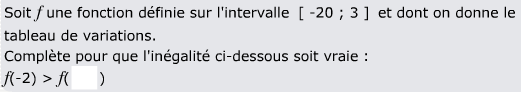 Soit f une fonction définie sur l'intervalle [ -20 ; 3 ] et dont on donne le
tableau de variations.
Complète pour que l'inégalité ci-dessous soit vraie :
f(-2) > f( )